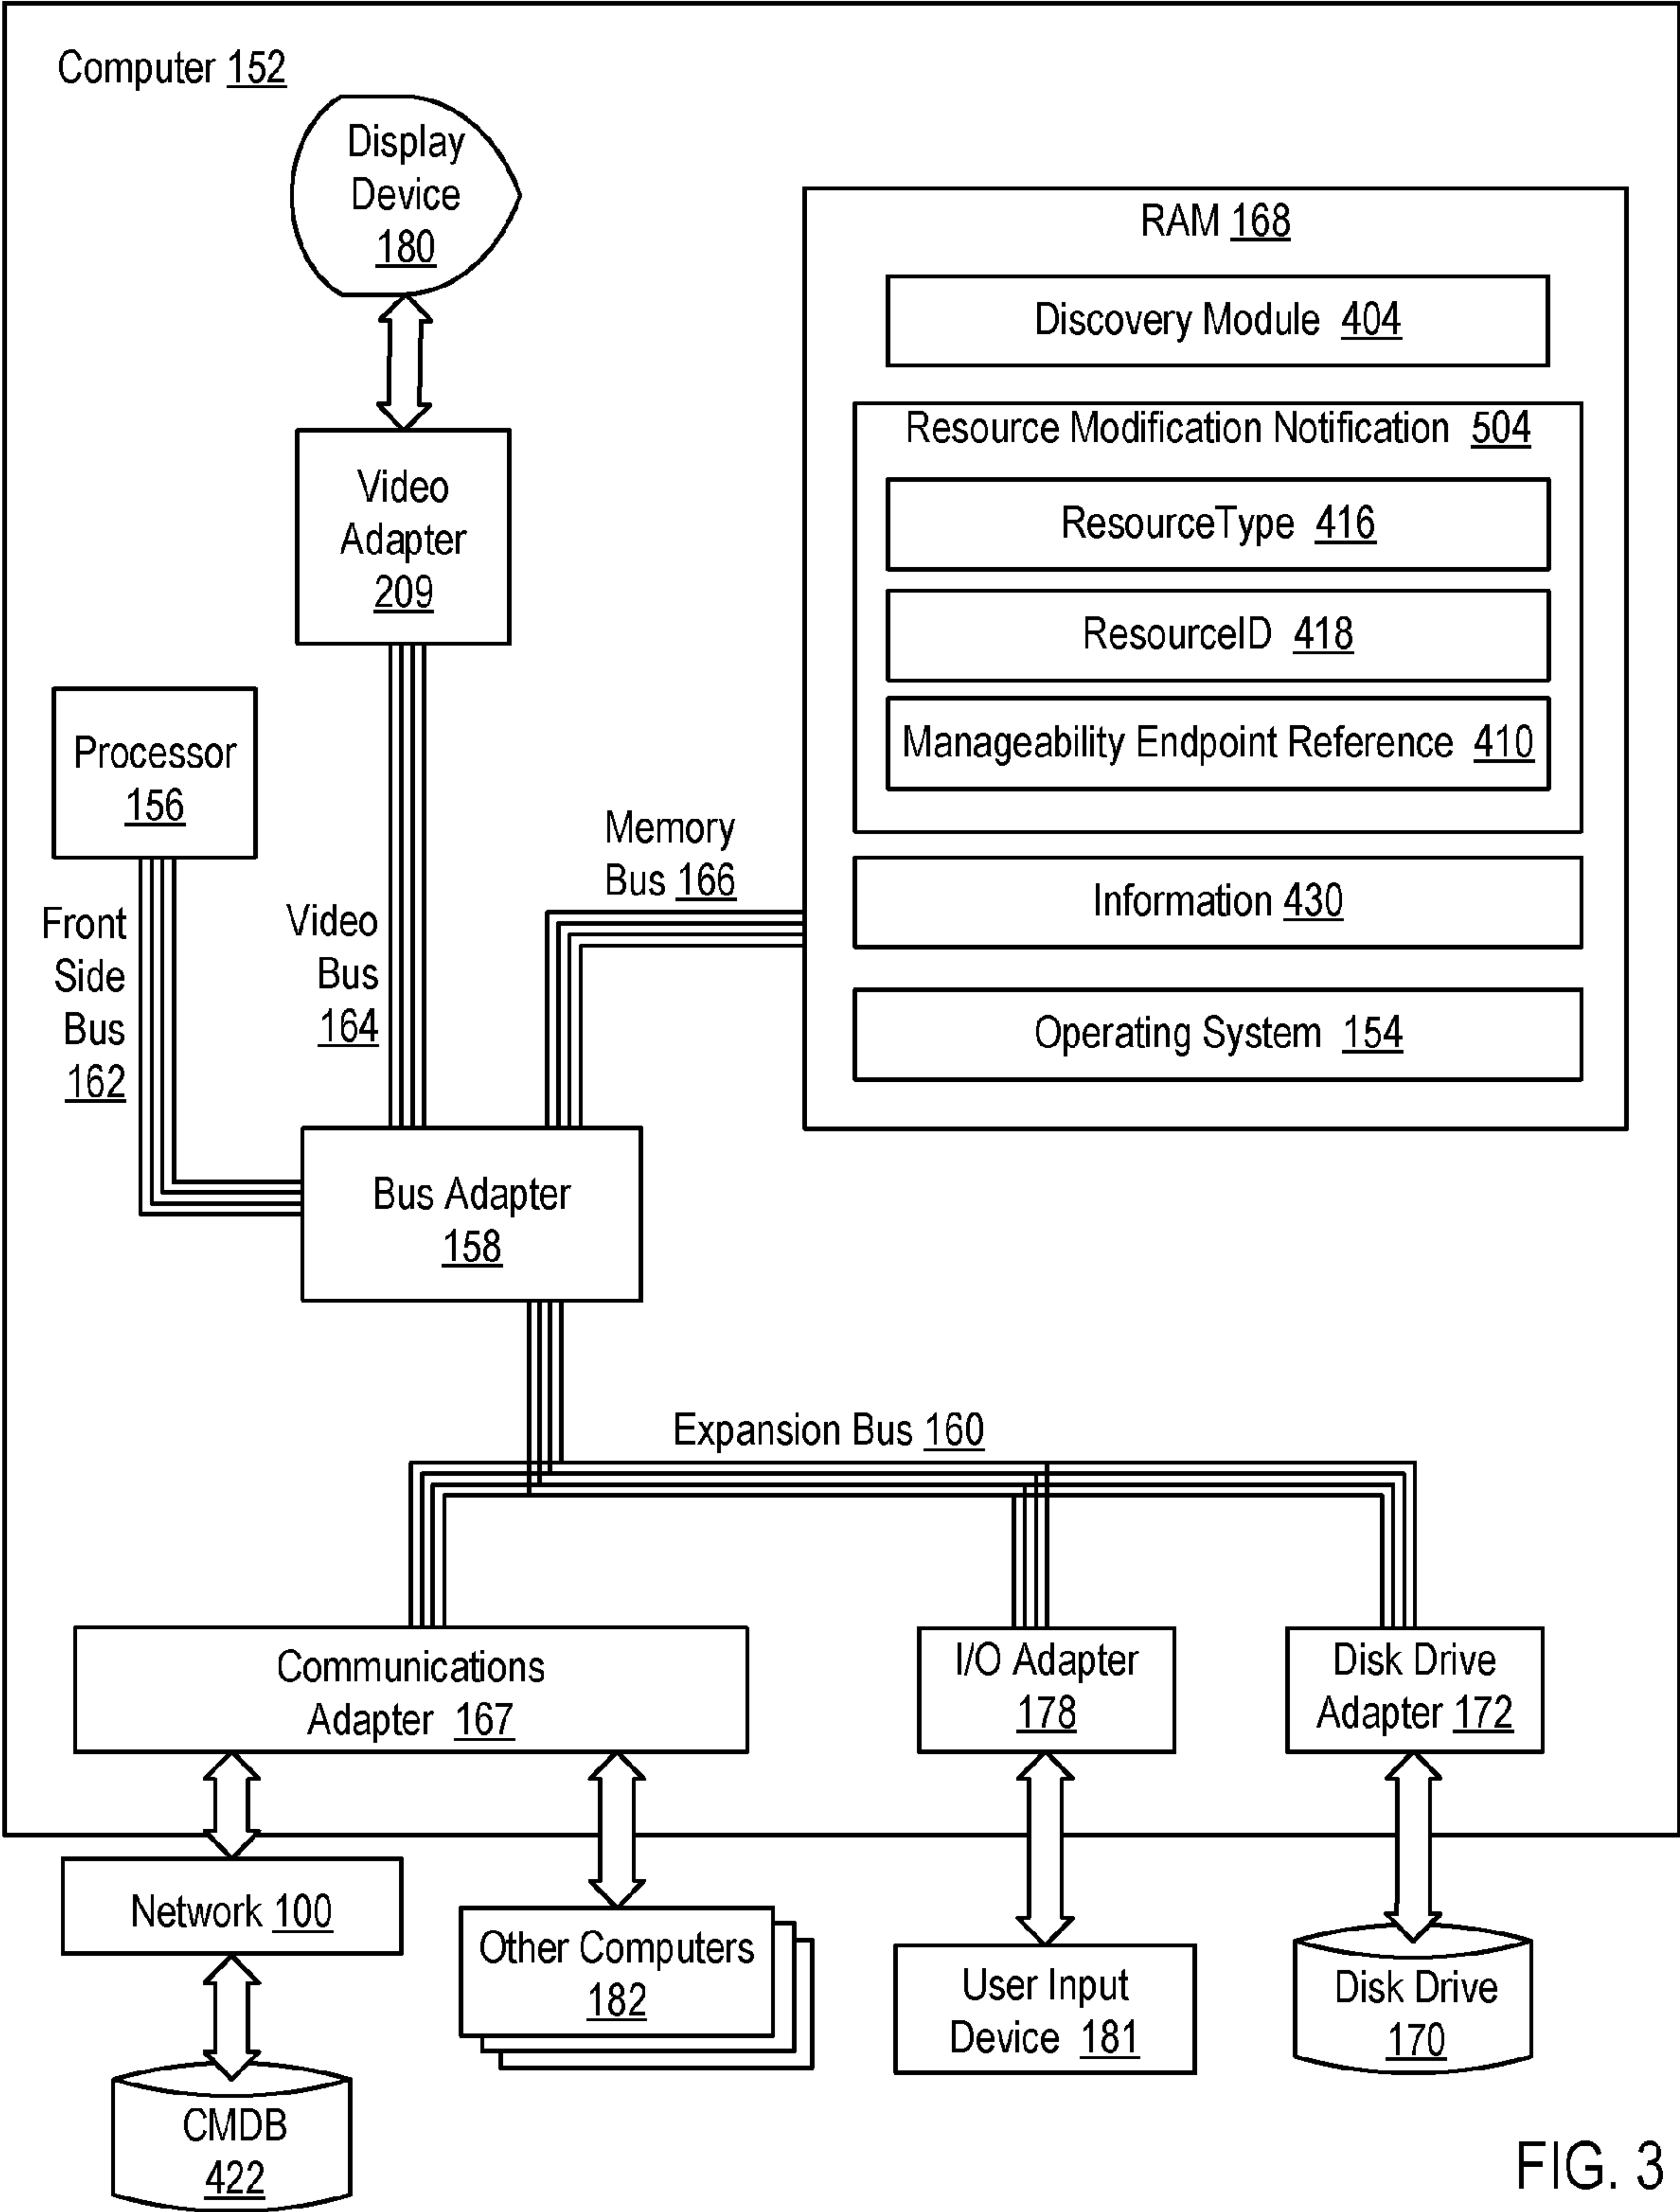 Computer 152
Display
Device
180
RAM 168
Discovery Module 404
Resource Modification Notification 504
ResourceType 416
ResourceID 418
Manageability Endpoint Reference 410
Information 430
Operating System 154
Video
Adapter
209
Processor
156
Memory
Bus 166
Front
Side
Bus
162
Video
Bus
164
Bus Adapter
158
Expansion Bus 160
Communications
Adapter 167
I/O Adapter
178
Disk Drive
Adapter 172
Network 100
Other Computers
182
User Input
Device 181
Disk Drive
170
CMDB
422
FIG. 3